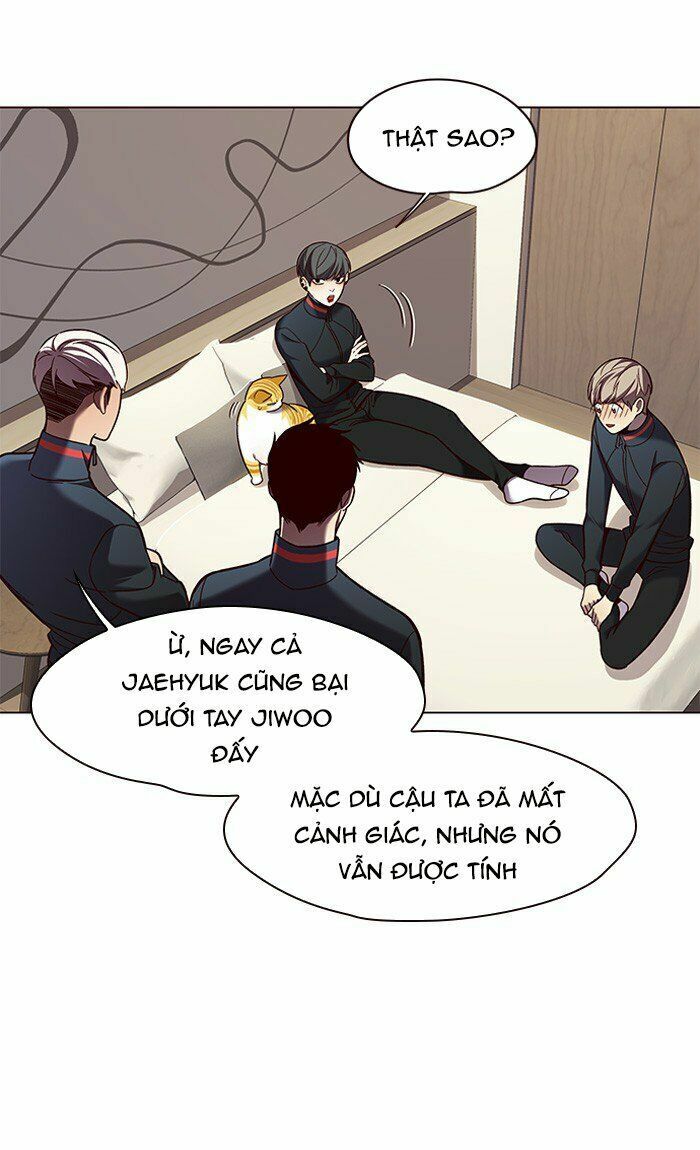 THẬT SAO?
Ừ, NGAY CẢ
JAEHYUK CŨNG BẠI
DƯỚI TAY JIWOO
ĐẤY
MẶC DÙ CẬU TA ĐÃ MẤT
CẢNH GIÁC, NHƯNG NÓ
VẪN ĐƯỢC TÍNH